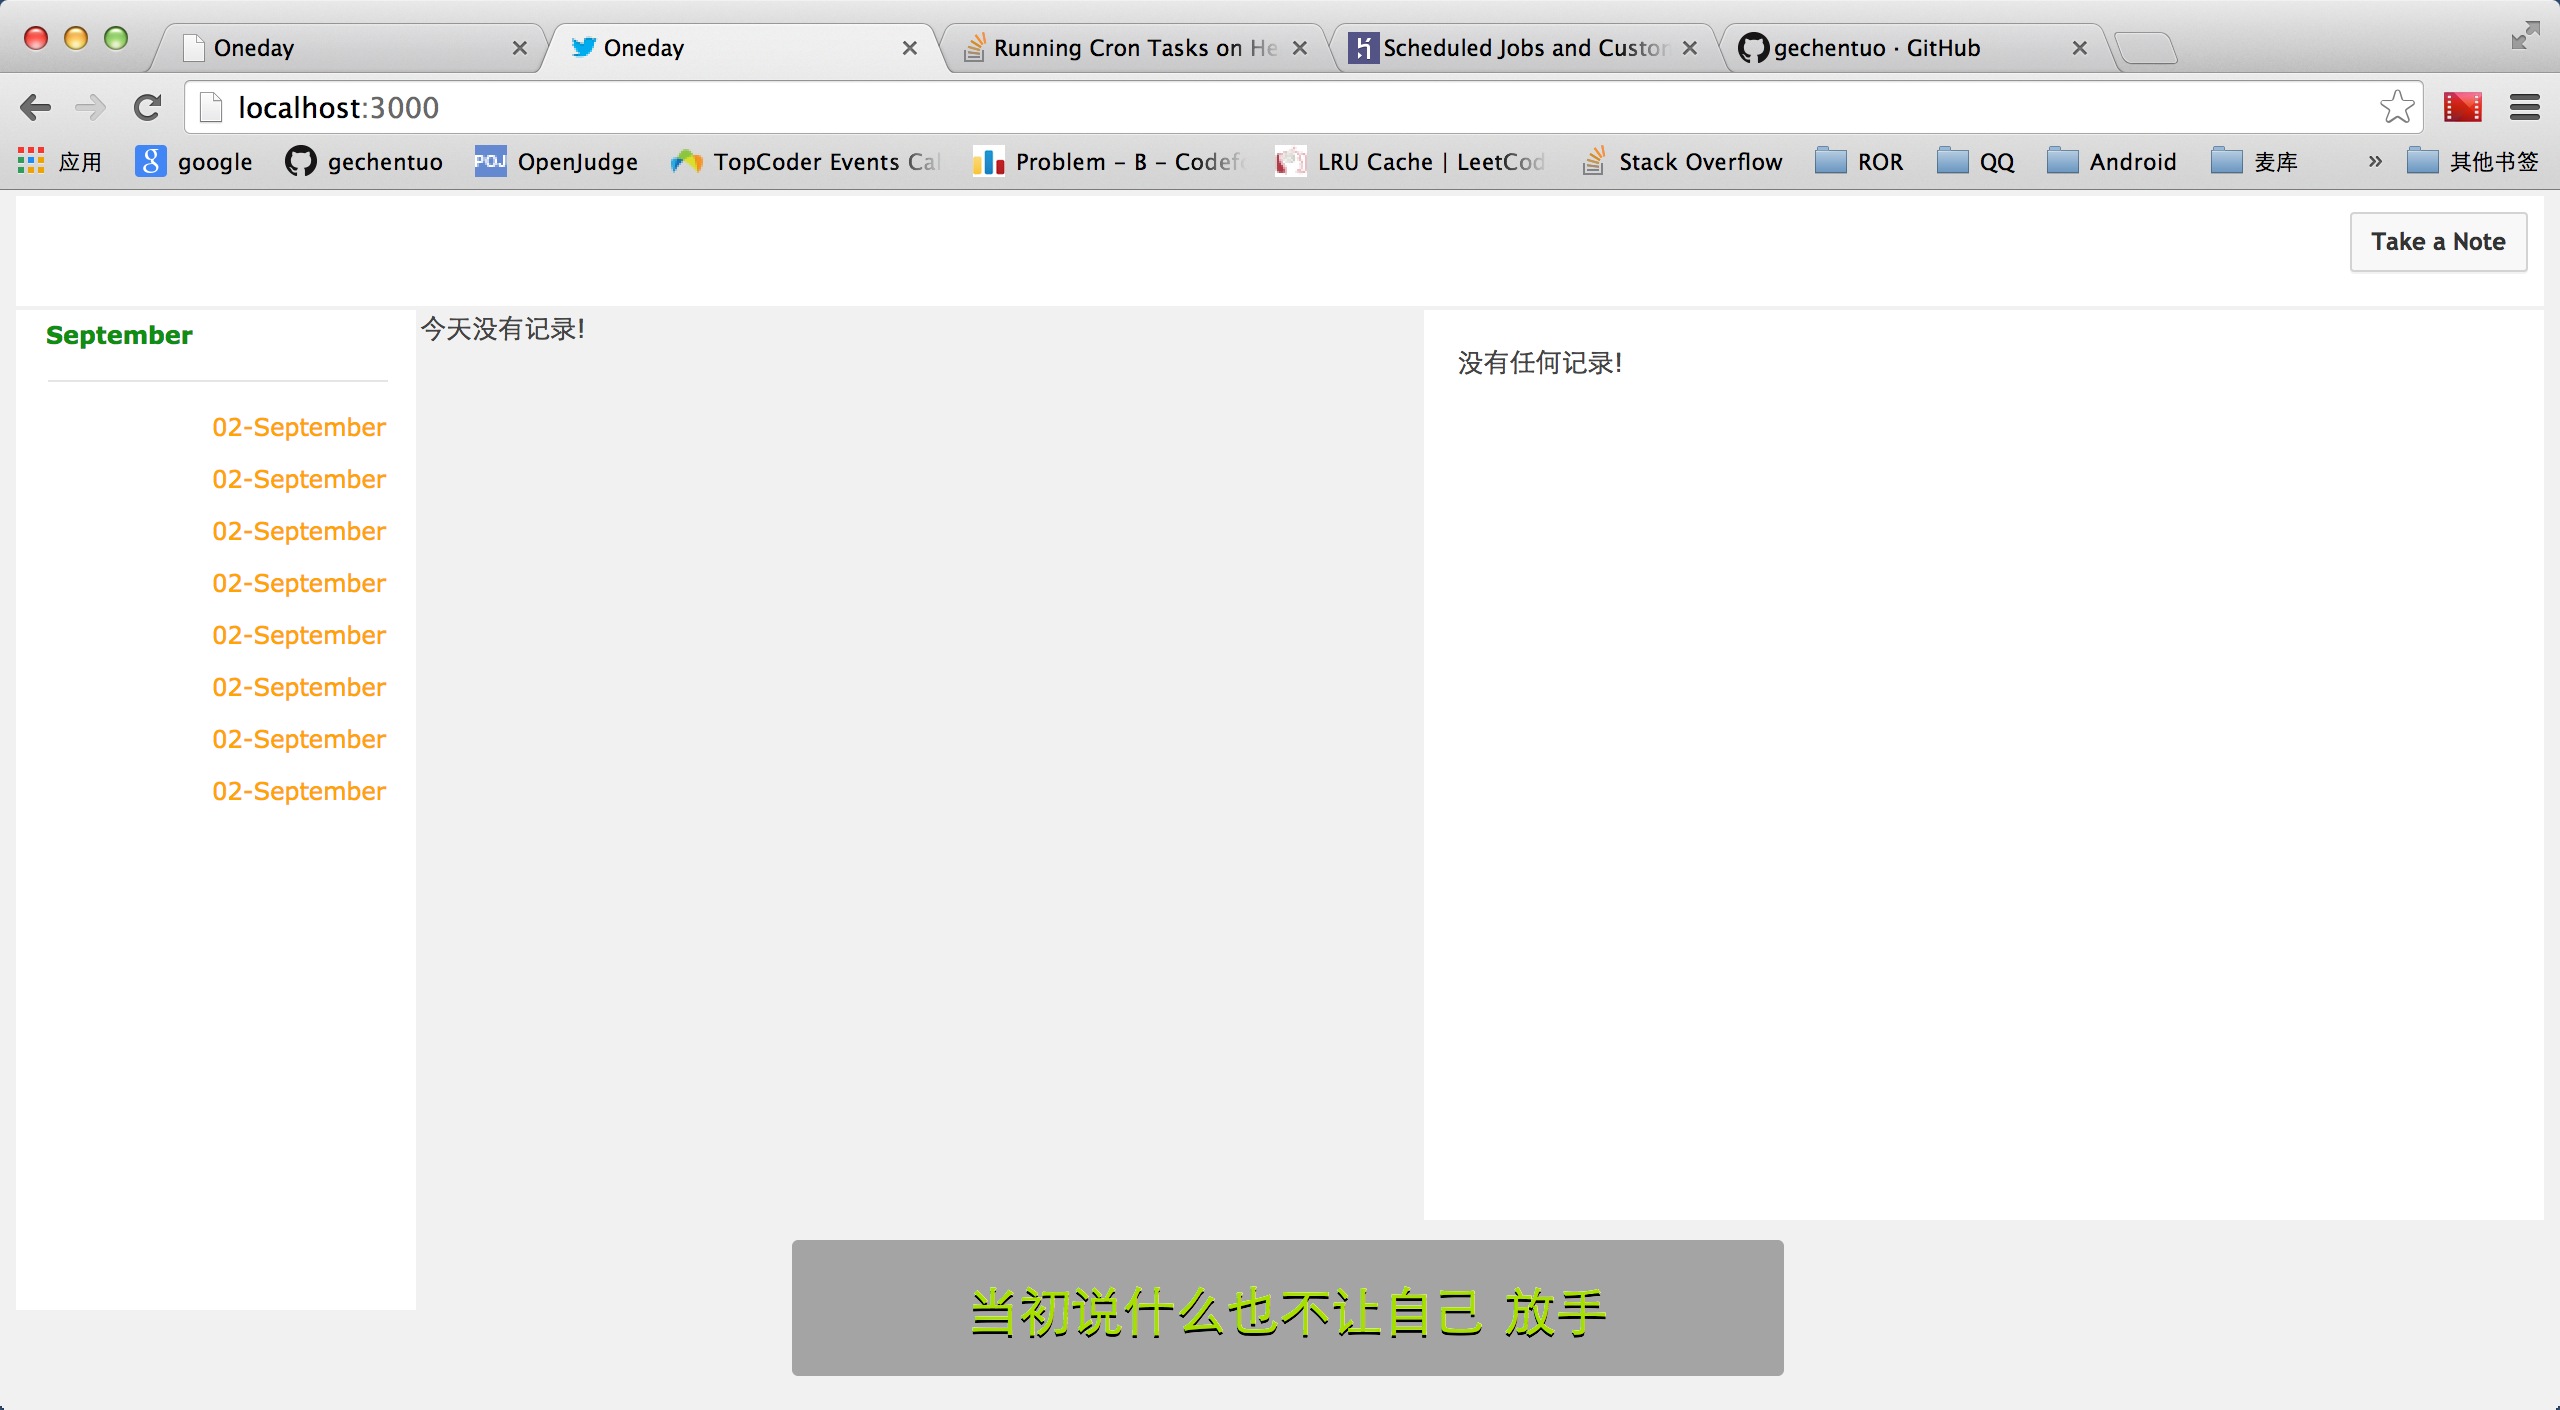 Oneday
Oneday
Running Cron Tasks on He
Scheduled Jobs and Custor
gechentuo · GitHub
localhost:3000
应用
google
gechentuo
POJ
OpenJudge
TopCoder Events Cal
Problem – B – Codef
LRU Cache | LeetCod
Stack Overflow
ROR
QQ
Android
麦库
»
其他书签
Take a Note
September
02-September
02-September
02-September
02-September
02-September
02-September
02-September
02-September
今天没有记录!
没有任何记录!
当初说什么也不让自己 放手